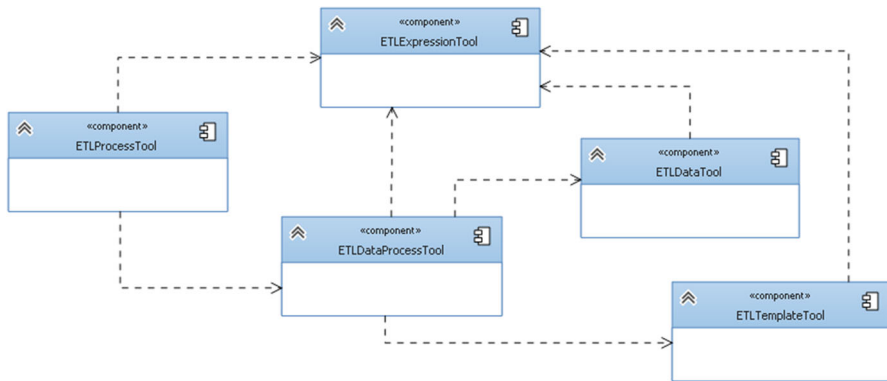 «component»
ETLExpressionTool
«component»
ETLProcessTool
«component»
ETLDataTool
«component»
ETLDataProcessTool
«component»
ETLTemplateTool